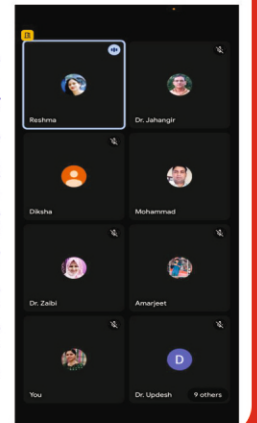 Reshma
Dr. Jahangir
Diksha
Mohammad
Dr. Zaibi
Amarjeet
You
D
Dr. Updesh
9 others